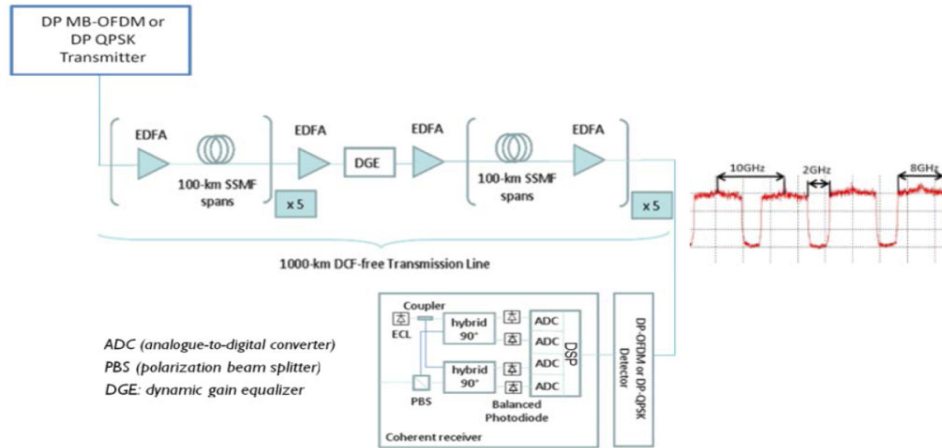 DP MB-OFDM or
DP QPSK
Transmitter
EDFA
100-km SSMF
spans
x 5
EDFA
DGE
EDFA
100-km SSMF
spans
EDFA
x 5
10GHz
2GHz
8GHz
1000-km DCF-free Transmission Line
ADC (analogue-to-digital converter)
PBS (polarization beam splitter)
DGE: dynamic gain equalizer
Coupler
ECL
hybrid
90°
hybrid
90°
PBS
Balanced
Photodiode
ADC
ADC
ADC
ADC
DSP
Coherent receiver
DP-OFDM or DP-QPSK
Detector